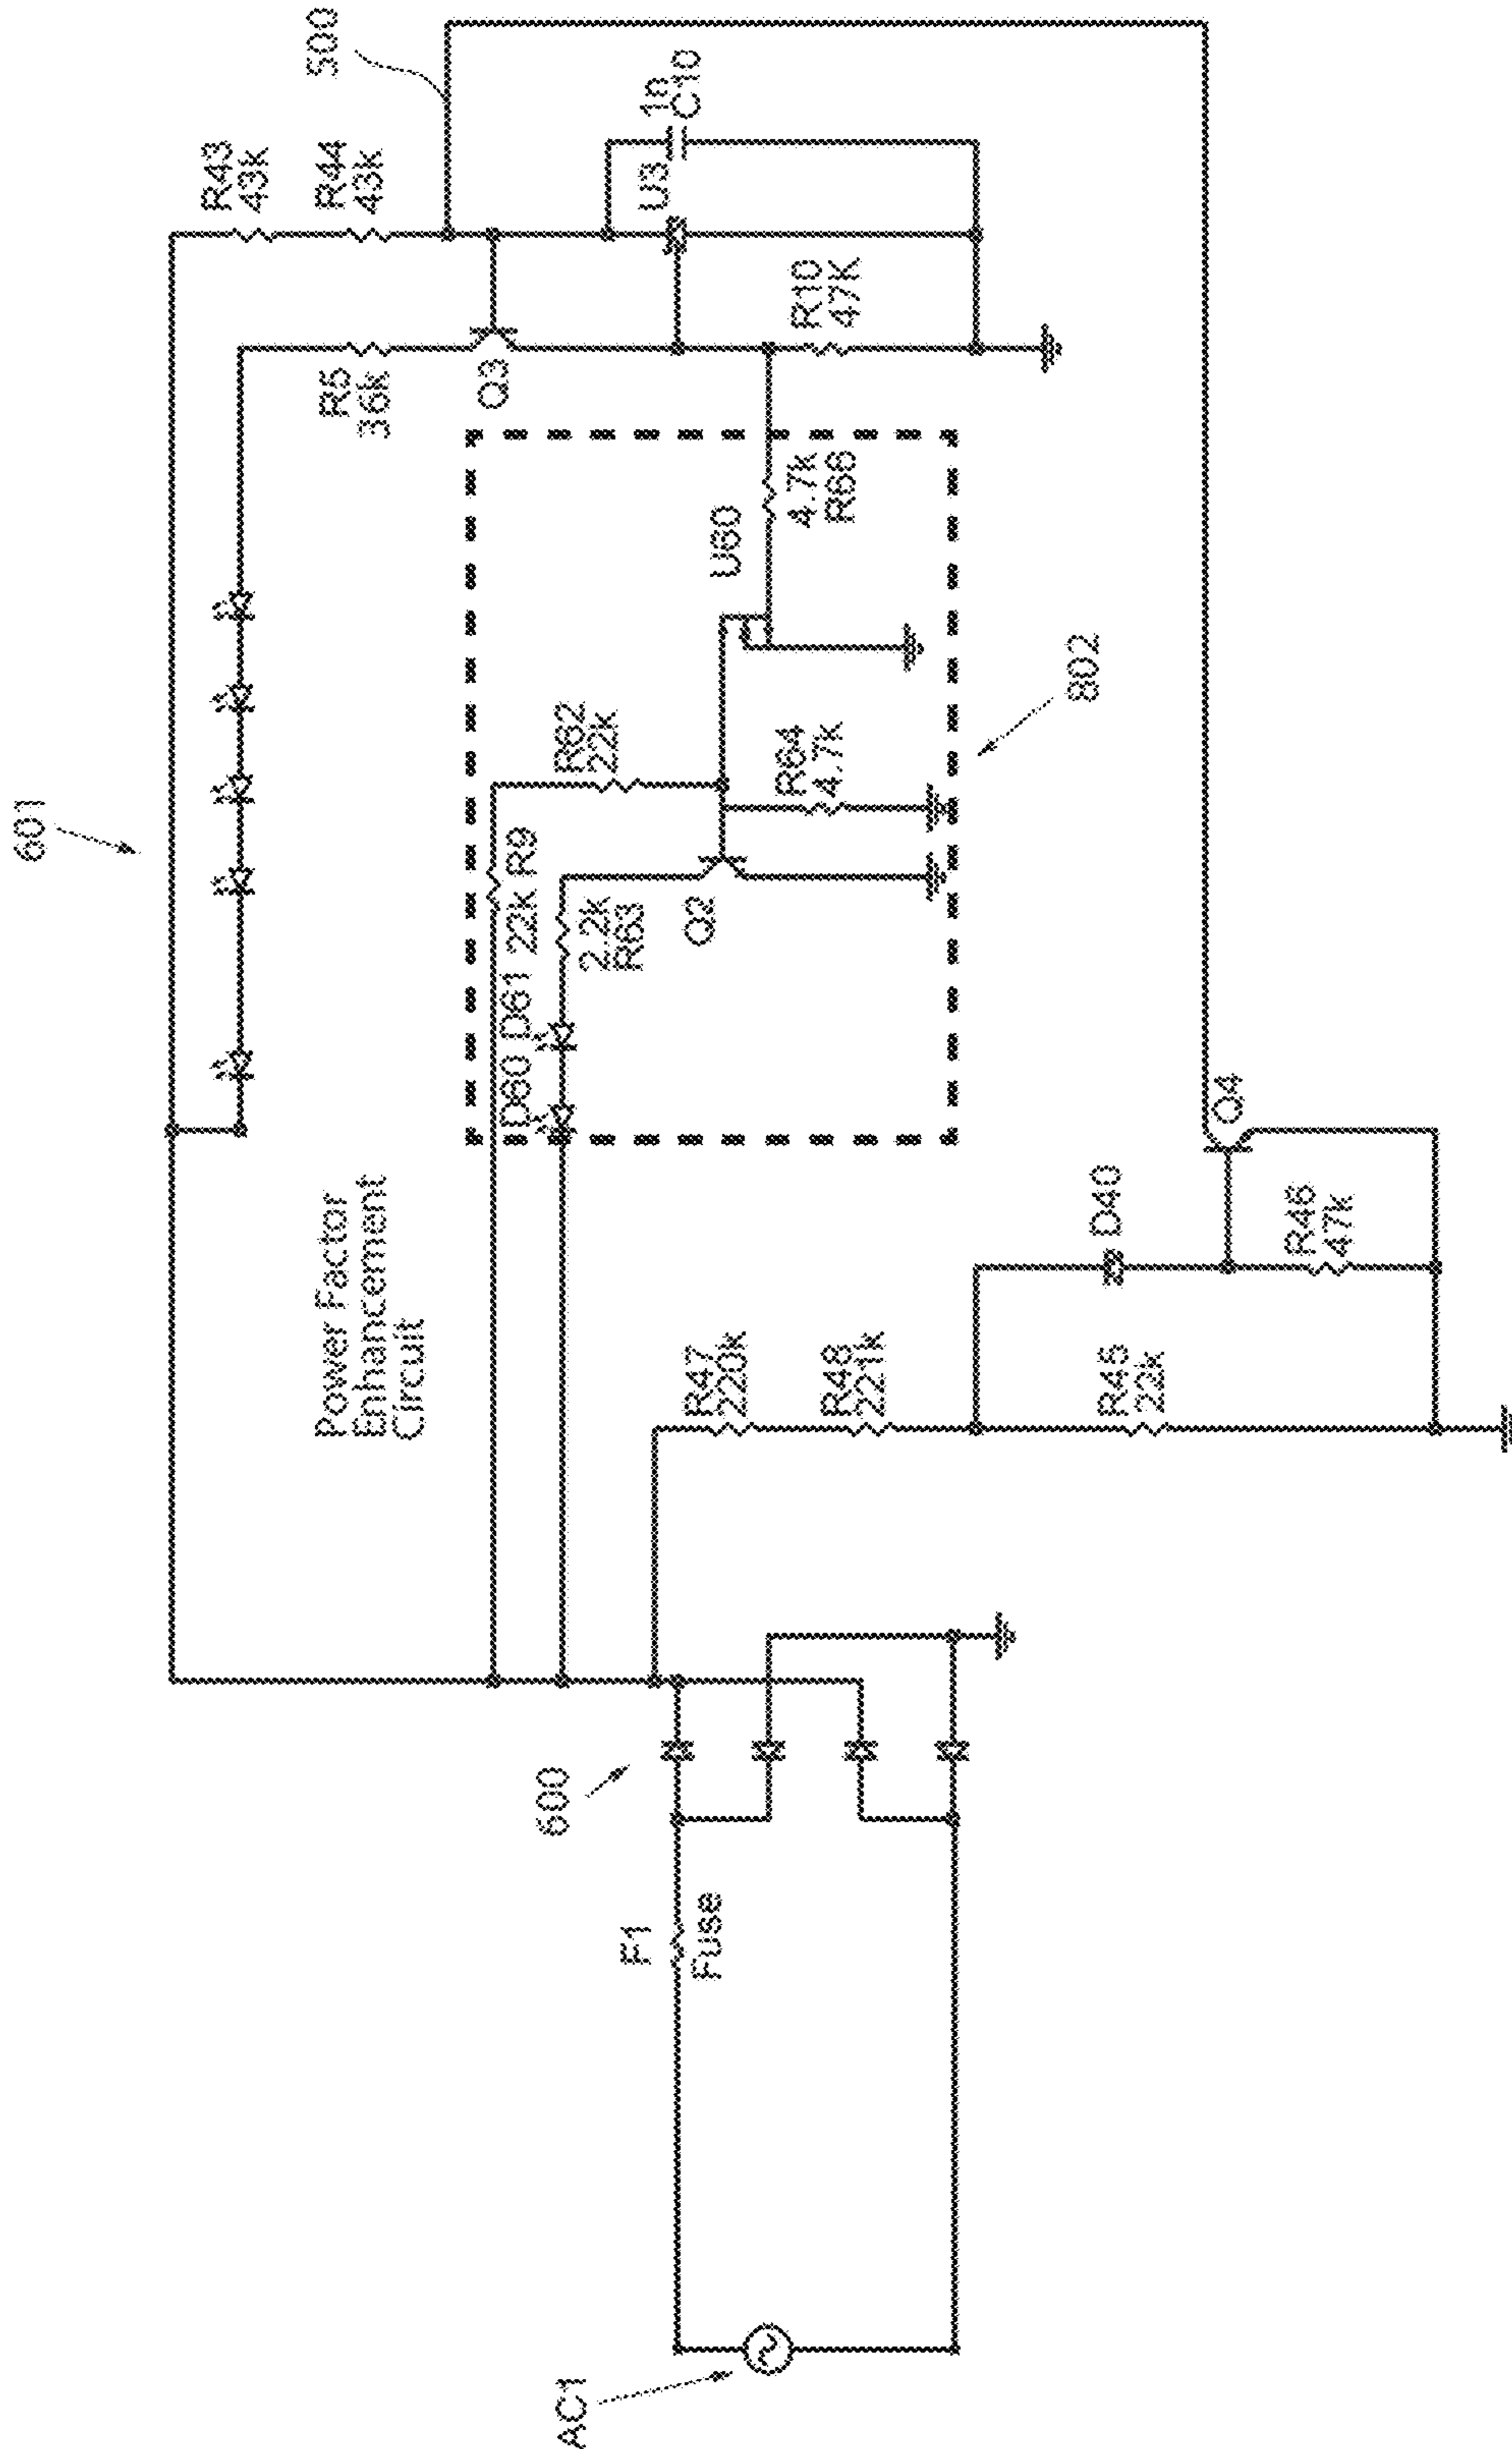 601
R43
43k
R44
43k
500
R5
36k
Q3
U3
1n
C10
R10
47K
Power Factor
Enhancement
Circuit
D60
D61
22k
R9
2.2k
R63
R62
22k
Q2
R64
4.7k
U60
4.7k
R66
802
AC1
F1
Fuse
600
R47
220k
R48
221k
R45
22k
D40
R46
47k
Q4